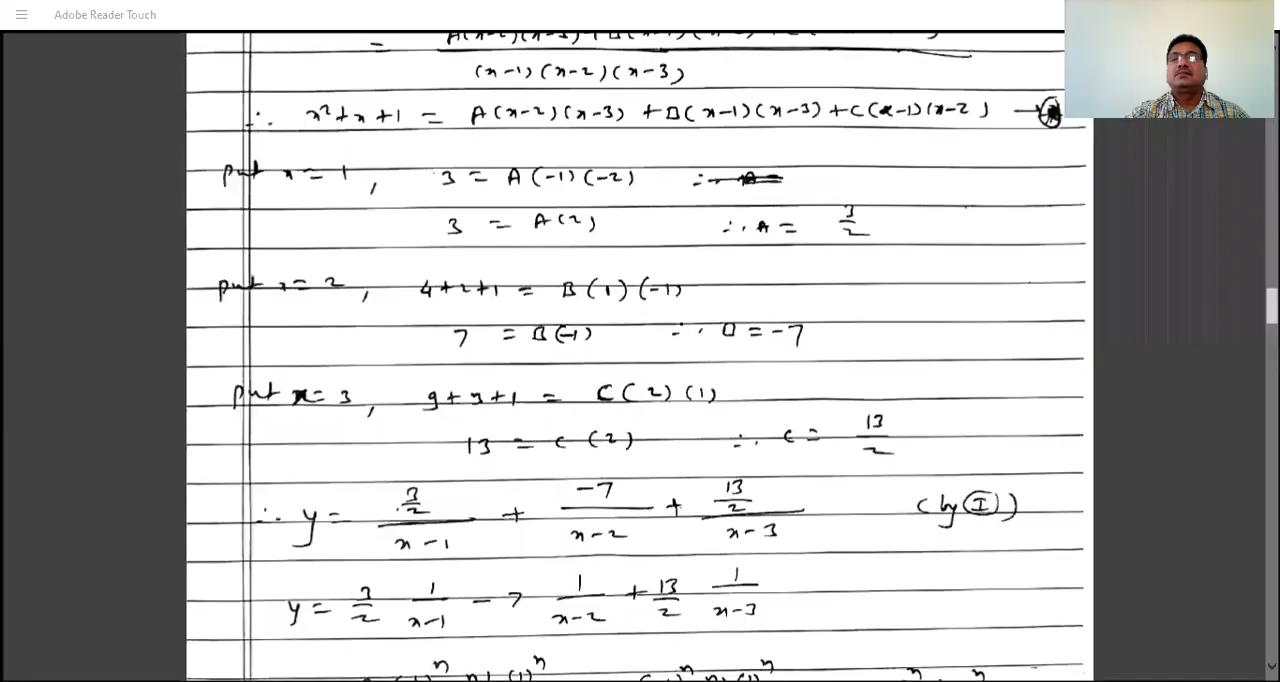 Adobe Reader Touch
=
(x-1)(x-2)(x-3)
∴ x²+x+1 = A(x-2)(x-3) + B(x-1)(x-3) + C(x-1)(x-2)
put x = 1, 3 = A(-1)(-2)
3 = A(2) ∴ A = 3/2
put x = 2, 4+2+1 = B(1)(-1)
7 = B(-1) ∴ B = -7
put x = 3, 9+3+1 = C(2)(1)
13 = C(2) ∴ C = 13/2
∴ y = (3/2)/(x-1) + (-7)/(x-2) + (13/2)/(x-3) (by I)
y = 3/2 1/(x-1) - 7 1/(x-2) + 13/2 1/(x-3)